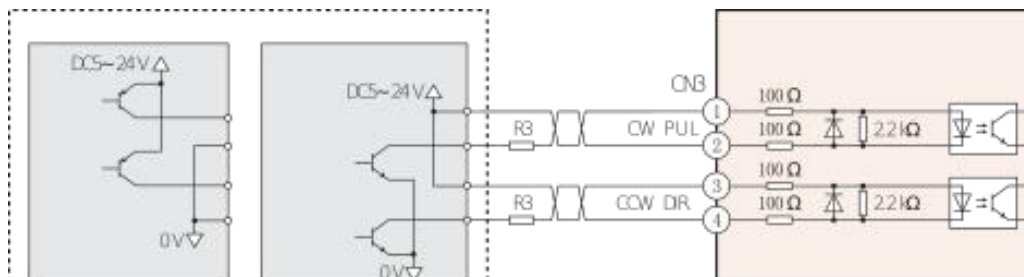 DC5~24V
0V
DC5~24V
0V
R3
R3
CN3
CW PUL
CCW DIR
1
2
3
4
100Ω
100Ω
2.2kΩ
100Ω
100Ω
2.2kΩ